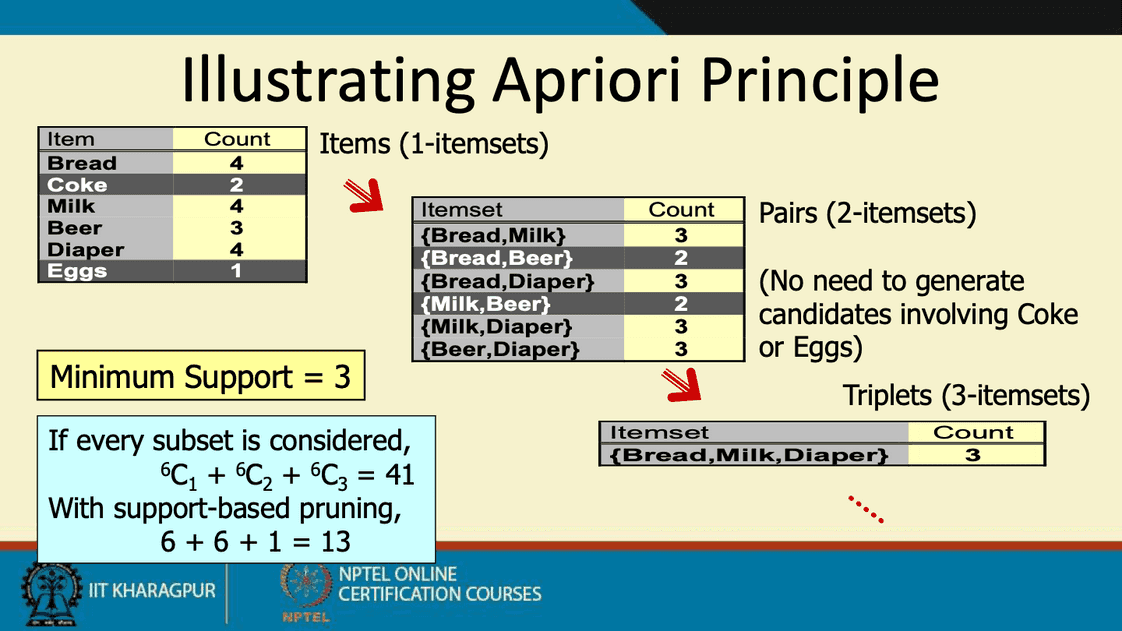 Illustrating Apriori Principle
Item Count
Bread 4
Coke 2
Milk 4
Beer 3
Diaper 4
Eggs 1
Items (1-itemsets)
Itemset Count
{Bread,Milk} 3
{Bread,Beer} 2
{Bread,Diaper} 3
{Milk,Beer} 2
{Milk,Diaper} 3
{Beer,Diaper} 3
Pairs (2-itemsets)
(No need to generate
candidates involving Coke
or Eggs)
Minimum Support = 3
Triplets (3-itemsets)
Itemset Count
{Bread,Milk,Diaper} 3
If every subset is considered,
⁶C₁ + ⁶C₂ + ⁶C₃ = 41
With support-based pruning,
6 + 6 + 1 = 13
IIT KHARAGPUR
NPTEL
NPTEL ONLINE
CERTIFICATION COURSES